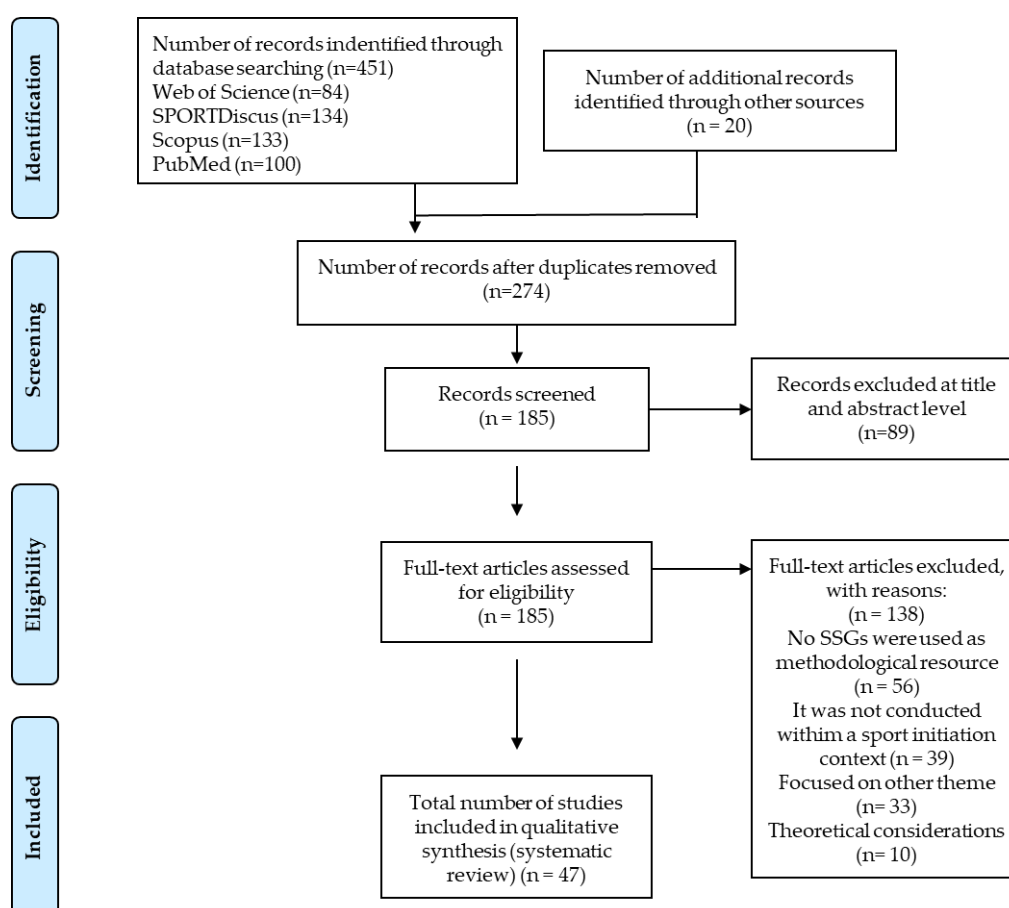 Identification
Number of records indentified through
database searching (n=451)
Web of Science (n=84)
SPORTDiscus (n=134)
Scopus (n=133)
PubMed (n=100)
Number of additional records
identified through other sources
(n = 20)
Screening
Number of records after duplicates removed
(n=274)
Records screened
(n = 185)
Records excluded at title
and abstract level
(n=89)
Eligibility
Full-text articles assessed
for eligibility
(n = 185)
Full-text articles excluded,
with reasons:
(n = 138)
No SSGs were used as
methodological resource
(n = 56)
It was not conducted
within a sport initiation
context (n = 39)
Focused on other theme
(n = 33)
Theoretical considerations
(n= 10)
Included
Total number of studies
included in qualitative
synthesis (systematic
review) (n = 47)